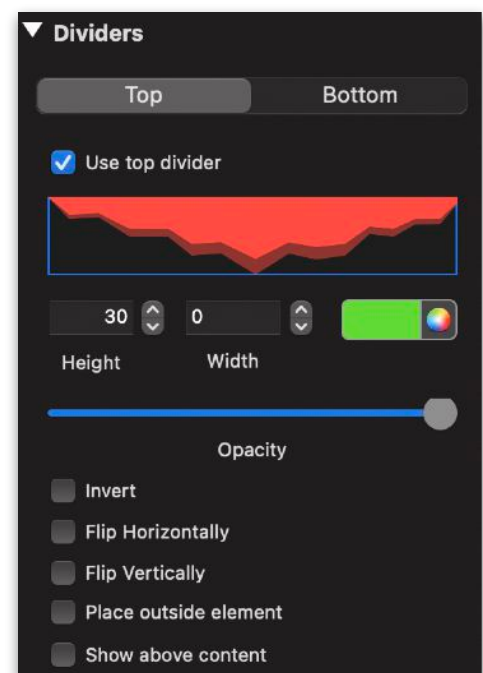 Dividers
Top Bottom
Use top divider
30 0
Height Width
Opacity
Invert
Flip Horizontally
Flip Vertically
Place outside element
Show above content